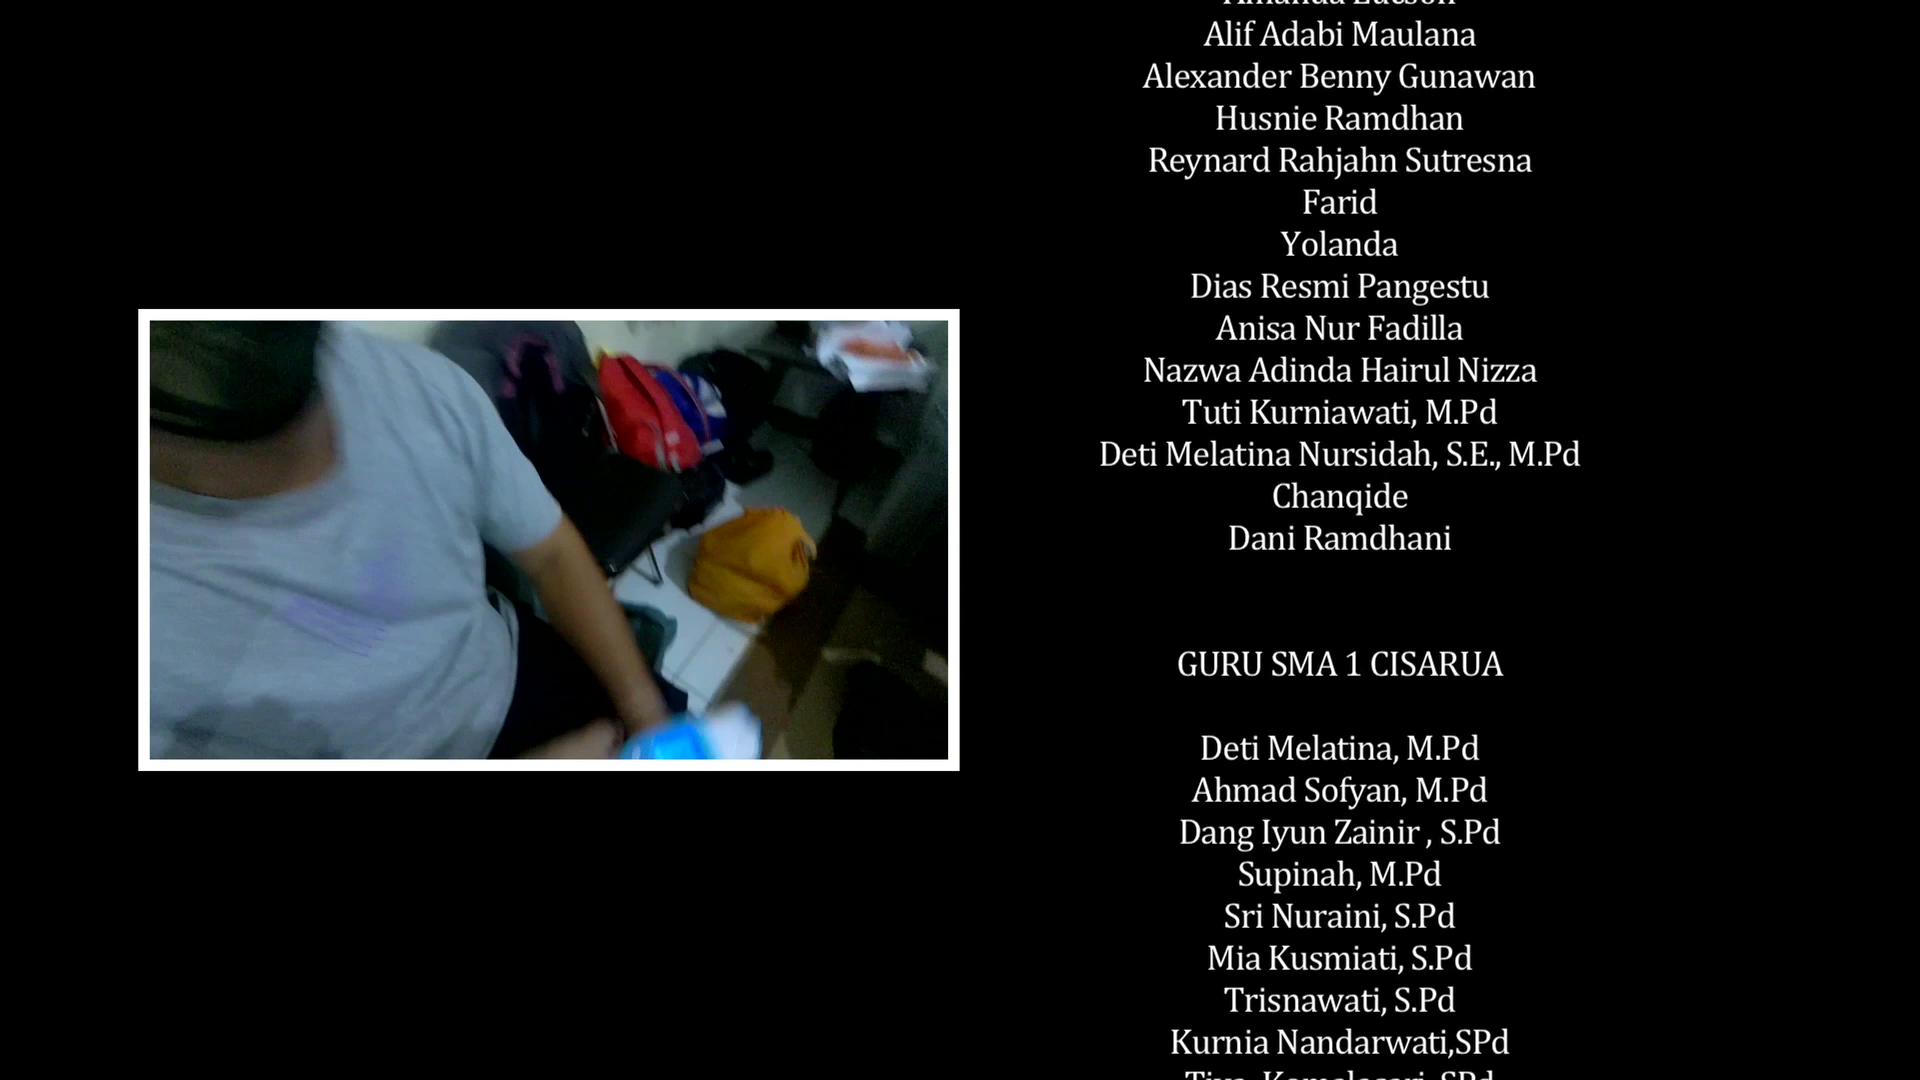 Alif Adabi Maulana
Alexander Benny Gunawan
Husnie Ramdhan
Reynard Rahjahn Sutresna
Farid
Yolanda
Dias Resmi Pangestu
Anisa Nur Fadilla
Nazwa Adinda Hairul Nizza
Tuti Kurniawati, M.Pd
Deti Melatina Nursidah, S.E., M.Pd
Chanqide
Dani Ramdhani
GURU SMA 1 CISARUA
Deti Melatina, M.Pd
Ahmad Sofyan, M.Pd
Dang Iyun Zainir , S.Pd
Supinah, M.Pd
Sri Nuraini, S.Pd
Mia Kusmiati, S.Pd
Trisnawati, S.Pd
Kurnia Nandarwati,SPd